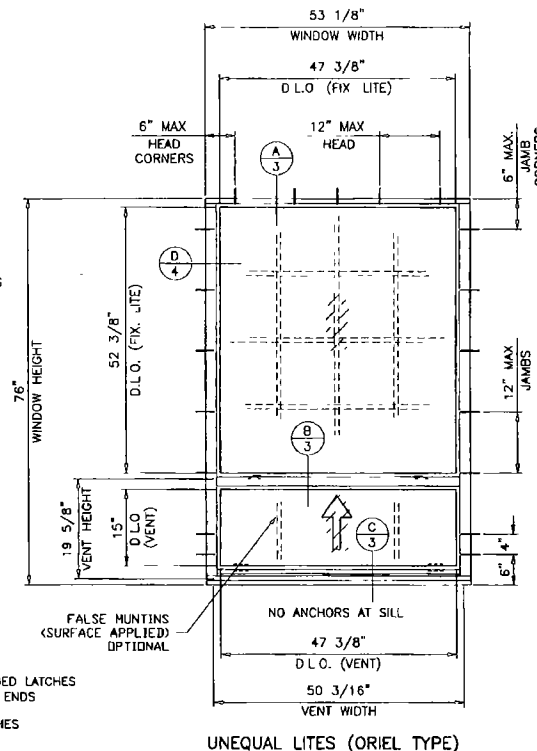 53 1/8"
WINDOW WIDTH
47 3/8"
D.L.O (FIX LITE)
6" MAX
HEAD
CORNERS
12" MAX
HEAD
6" MAX.
JAMB
CORNERS
A
3
D
4
76"
WINDOW HEIGHT
52 3/8"
D.L.O. (FIX. LITE)
12" MAX
JAMBS
B
3
19 5/8"
VENT HEIGHT
15"
D L O
(VENT)
C
3
4"
6"
FALSE MUNTINS
(SURFACE APPLIED)
OPTIONAL
NO ANCHORS AT SILL
47 3/8"
D.L.O. (VENT)
50 3/16"
VENT WIDTH
LATCHES
ENDS
UNEQUAL LITES (ORIEL TYPE)